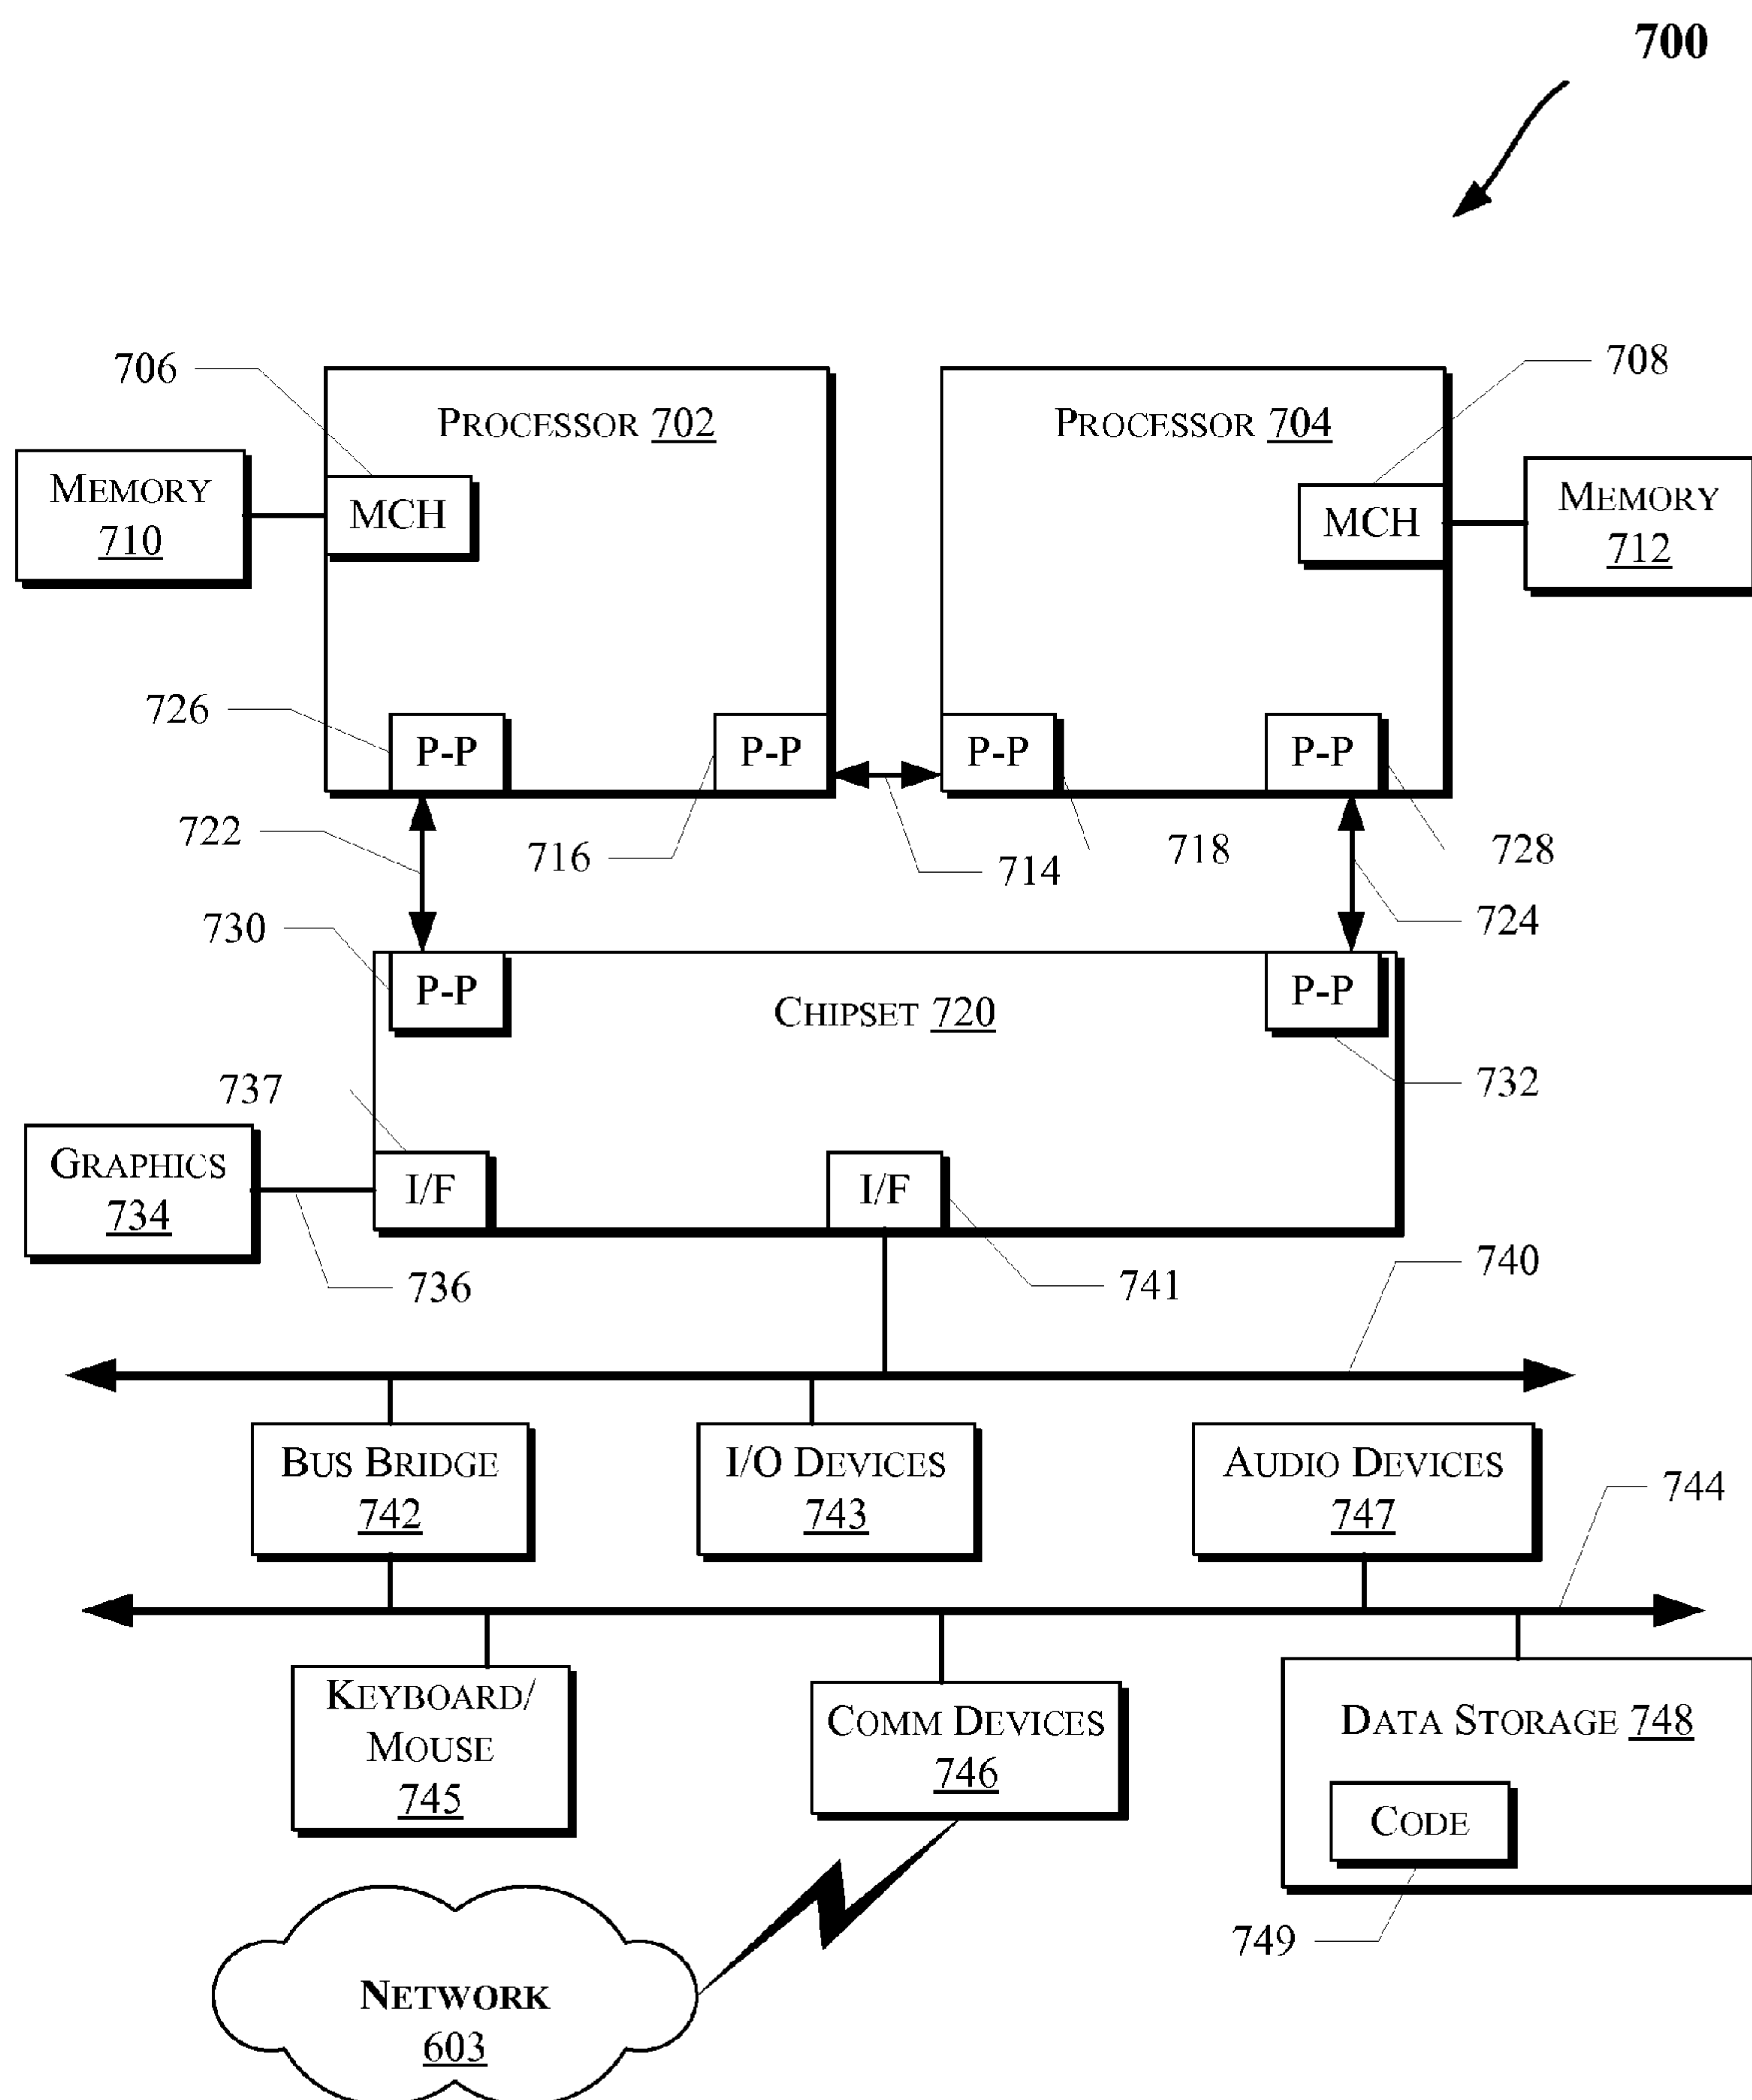 700
706
708
PROCESSOR 702
PROCESSOR 704
MEMORY
710
MCH
MCH
MEMORY
712
726
P-P
P-P
P-P
P-P
722
716
714
718
728
724
730
P-P
CHIPSET 720
P-P
737
732
GRAPHICS
734
I/F
I/F
736
741
740
BUS BRIDGE
742
I/O DEVICES
743
AUDIO DEVICES
747
744
KEYBOARD/
MOUSE
745
COMM DEVICES
746
DATA STORAGE 748
CODE
749
NETWORK
603